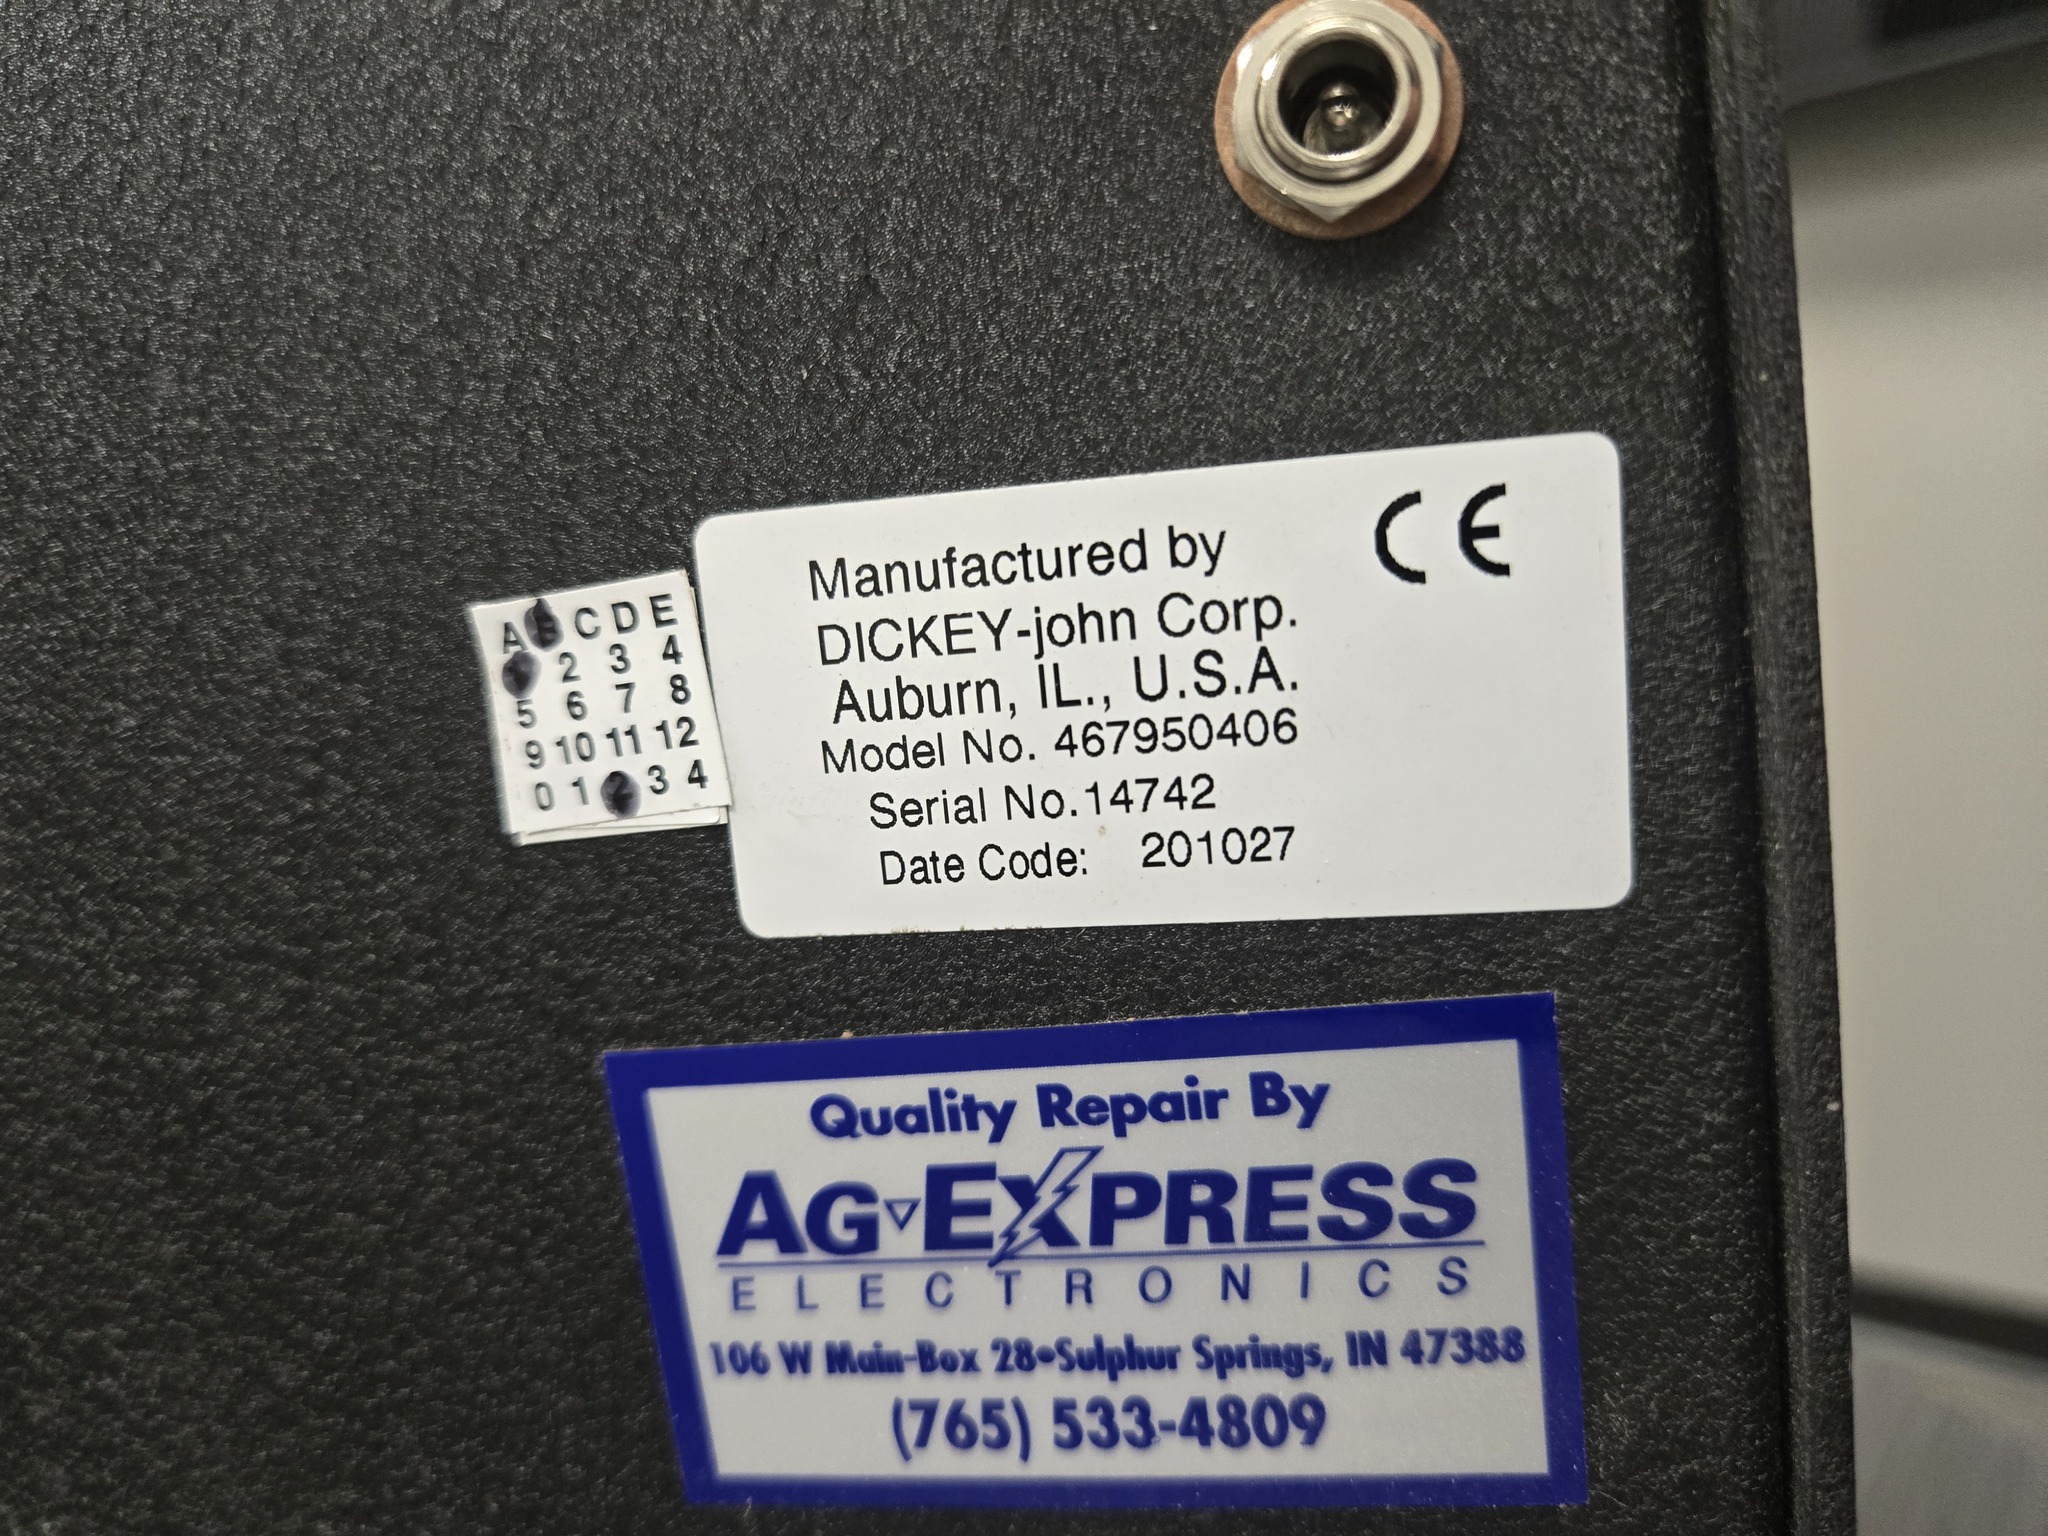 A C D E
2 3 4
5 6 7 8
9 10 11 12
0 1 2 3 4
Manufactured by
CE
DICKEY-john Corp.
Auburn, IL., U.S.A.
Model No. 467950406
Serial No.14742
Date Code: 201027
Quality Repair By
AG EXPRESS
ELECTRONICS
106 W Main-Box 28•Sulphur Springs, IN 47388
(765) 533-4809